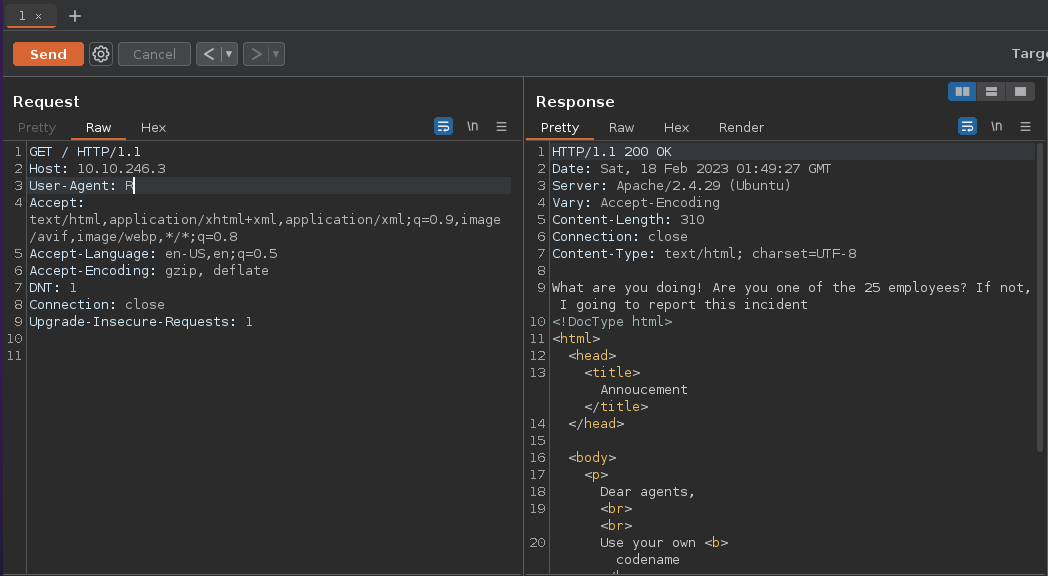 1 × +
Send Cancel < ▼ > ▼ Targe
Request
Pretty Raw Hex \n ☰
1 GET / HTTP/1.1
2 Host: 10.10.246.3
3 User-Agent: R
4 Accept:
text/html,application/xhtml+xml,application/xml;q=0.9,image
/avif,image/webp,*/*;q=0.8
5 Accept-Language: en-US,en;q=0.5
6 Accept-Encoding: gzip, deflate
7 DNT: 1
8 Connection: close
9 Upgrade-Insecure-Requests: 1
10
11
Response
Pretty Raw Hex Render \n ☰
1 HTTP/1.1 200 OK
2 Date: Sat, 18 Feb 2023 01:49:27 GMT
3 Server: Apache/2.4.29 (Ubuntu)
4 Vary: Accept-Encoding
5 Content-Length: 310
6 Connection: close
7 Content-Type: text/html; charset=UTF-8
8
9 What are you doing! Are you one of the 25 employees? If not,
I going to report this incident
10 <!DocType html>
11 <html>
12 <head>
13 <title>
Annoucement
</title>
14 </head>
15
16 <body>
17 <p>
18 Dear agents,
19 <br>
<br>
20 Use your own <b>
codename